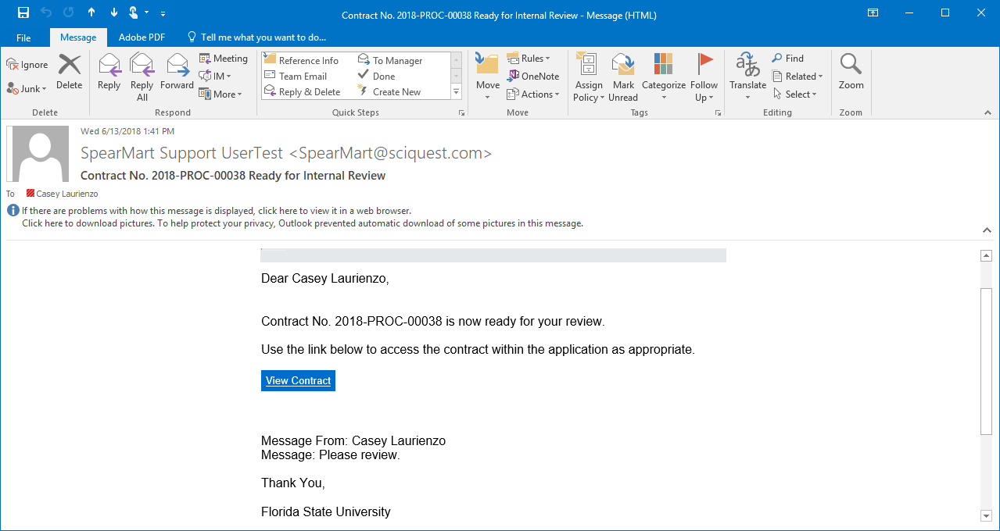 Contract No. 2018-PROC-00038 Ready for Internal Review - Message (HTML)
File
Message
Adobe PDF
Tell me what you want to do...
Ignore
Junk
Delete
Reply
Reply All
Forward
Meeting
IM
More
Reference Info
Team Email
Reply & Delete
To Manager
Done
Create New
Move
Rules
OneNote
Actions
Assign Policy
Mark Unread
Categorize
Follow Up
Translate
Find
Related
Select
Zoom
Delete
Respond
Quick Steps
Move
Tags
Editing
Zoom
Wed 6/13/2018 1:41 PM
SpearMart Support UserTest <SpearMart@sciquest.com>
Contract No. 2018-PROC-00038 Ready for Internal Review
To Casey Laurienzo
If there are problems with how this message is displayed, click here to view it in a web browser.
Click here to download pictures. To help protect your privacy, Outlook prevented automatic download of some pictures in this message.
Dear Casey Laurienzo,
Contract No. 2018-PROC-00038 is now ready for your review.
Use the link below to access the contract within the application as appropriate.
View Contract
Message From: Casey Laurienzo
Message: Please review.
Thank You,
Florida State University